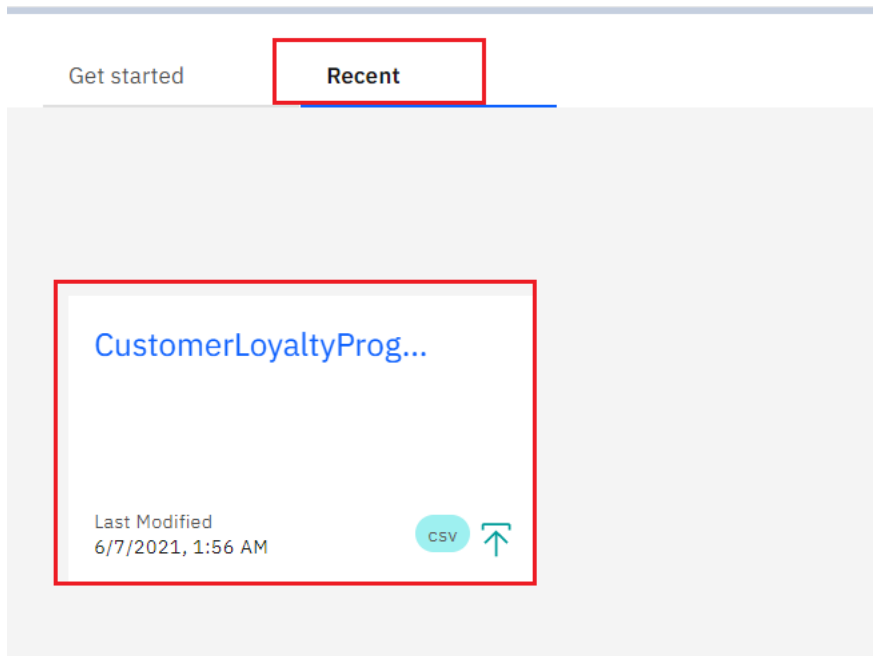 Get started
Recent
CustomerLoyaltyProg...
Last Modified
6/7/2021, 1:56 AM
csv